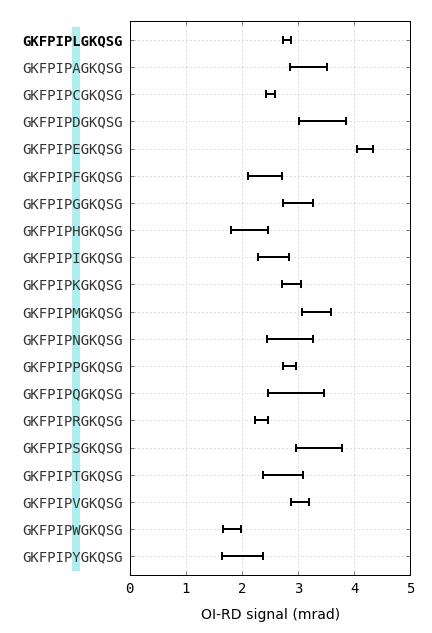 GKFPIPLGKQSG
GKFPIPAGKQSG
GKFPIPCGKQSG
GKFPIPDGKQSG
GKFPIPEGKQSG
GKFPIPFGKQSG
GKFPIPGGKQSG
GKFPIPHGKQSG
GKFPIPIGKQSG
GKFPIPKGKQSG
GKFPIPMGKQSG
GKFPIPNGKQSG
GKFPIPPGKQSG
GKFPIPQGKQSG
GKFPIPRGKQSG
GKFPIPSGKQSG
GKFPIPTGKQSG
GKFPIPVGKQSG
GKFPIPWGKQSG
GKFPIPYGKQSG
0 1 2 3 4 5
OI-RD signal (mrad)